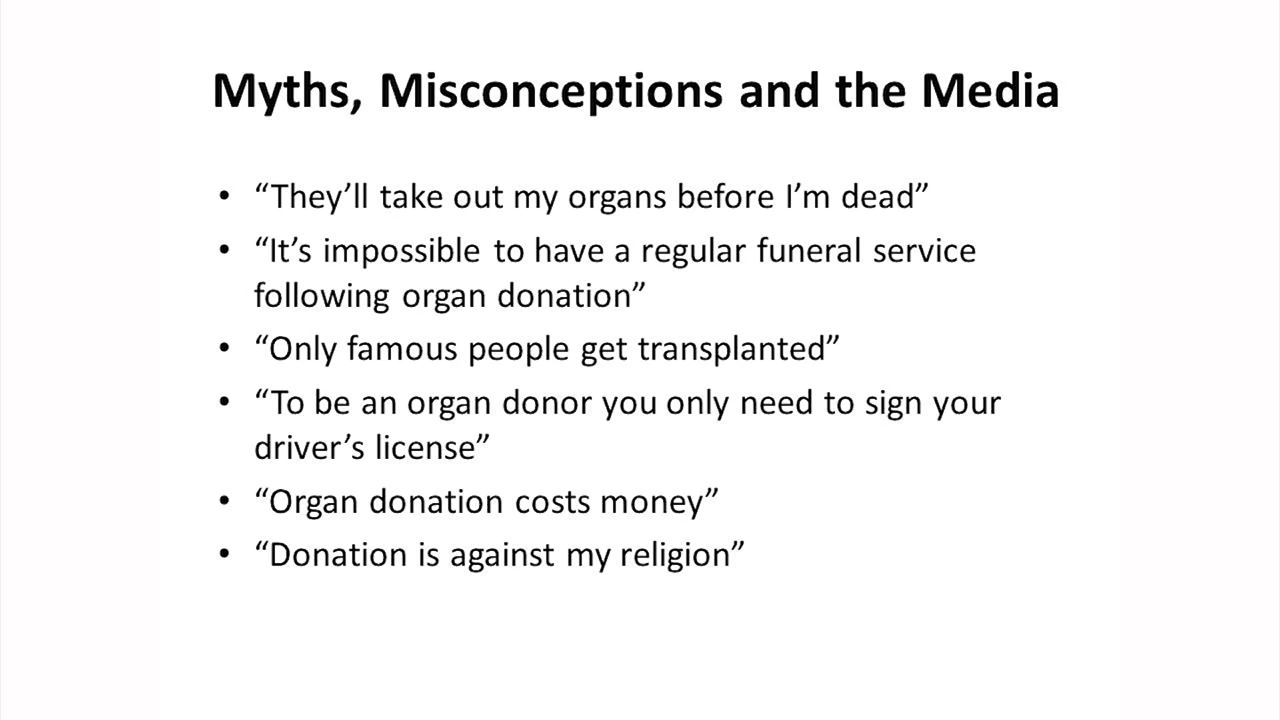 Myths, Misconceptions and the Media
• “They’ll take out my organs before I’m dead”
• “It’s impossible to have a regular funeral service
following organ donation”
• “Only famous people get transplanted”
• “To be an organ donor you only need to sign your
driver’s license”
• “Organ donation costs money”
• “Donation is against my religion”